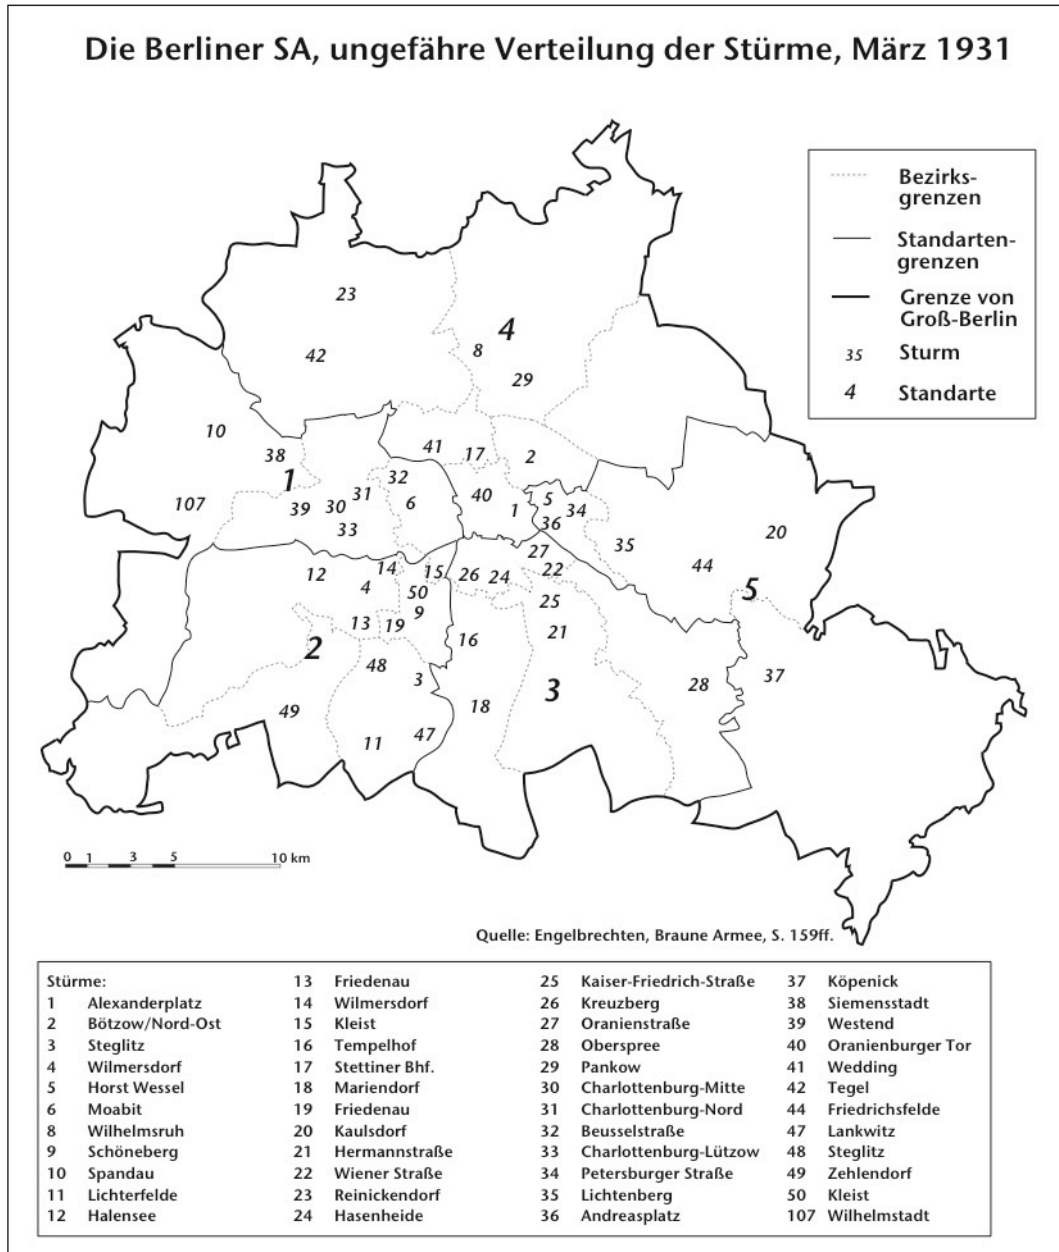 Die Berliner SA, ungefähre Verteilung der Stürme, März 1931
Bezirks-
grenzen
Standarten-
grenzen
Grenze von
Groß-Berlin
35 Sturm
4 Standarte
23
4
42
8
29
10
41
17
2
38
1
32
31
6
40
5
34
107
39
30
1
36
20
33
35
27
12
14
15
26
24
22
44
4
50
5
25
9
13
19
21
16
2
48
37
3
28
3
18
49
47
11
0 1 3 5 10 km
Quelle: Engelbrechten, Braune Armee, S. 159ff.
Stürme:
1 Alexanderplatz
2 Bötzow/Nord-Ost
3 Steglitz
4 Wilmersdorf
5 Horst Wessel
6 Moabit
8 Wilhelmsruh
9 Schöneberg
10 Spandau
11 Lichterfelde
12 Halensee
13 Friedenau
14 Wilmersdorf
15 Kleist
16 Tempelhof
17 Stettiner Bhf.
18 Mariendorf
19 Friedenau
20 Kaulsdorf
21 Hermannstraße
22 Wiener Straße
23 Reinickendorf
24 Hasenheide
25 Kaiser-Friedrich-Straße
26 Kreuzberg
27 Oranienstraße
28 Oberspree
29 Pankow
30 Charlottenburg-Mitte
31 Charlottenburg-Nord
32 Beusselstraße
33 Charlottenburg-Lützow
34 Petersburger Straße
35 Lichtenberg
36 Andreasplatz
37 Köpenick
38 Siemensstadt
39 Westend
40 Oranienburger Tor
41 Wedding
42 Tegel
44 Friedrichsfelde
47 Lankwitz
48 Steglitz
49 Zehlendorf
50 Kleist
107 Wilhelmstadt